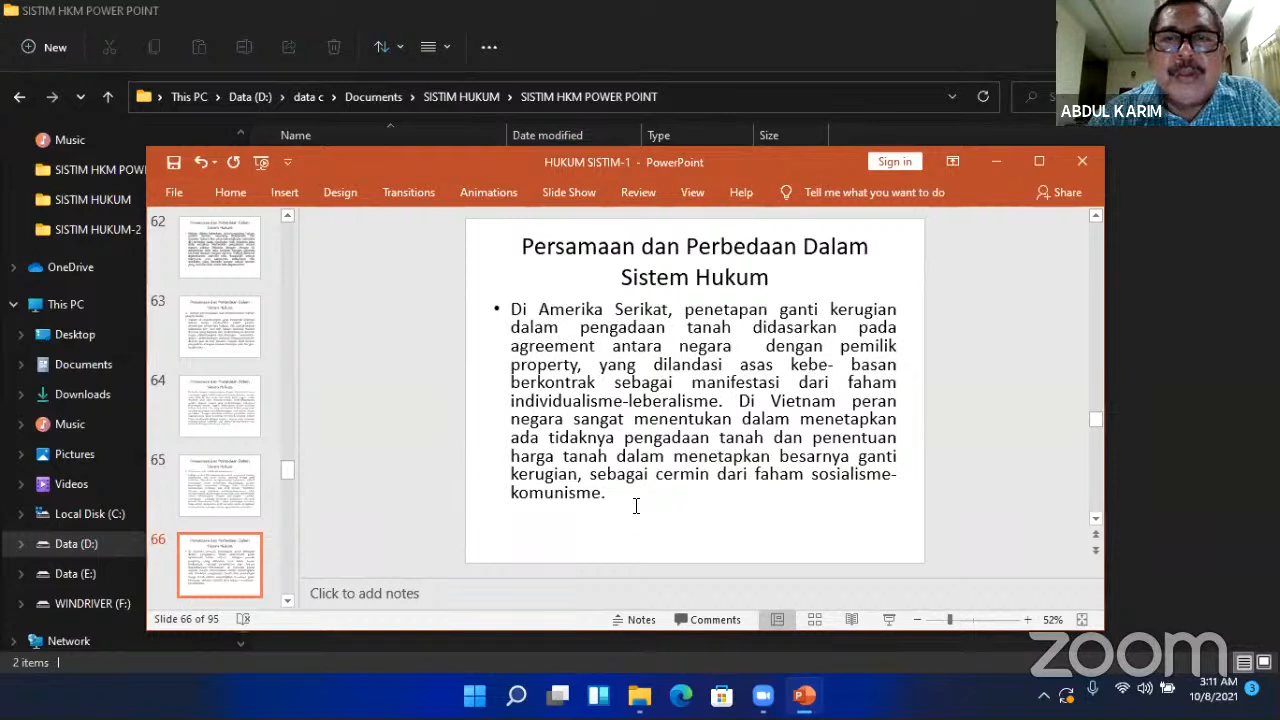 SISTIM HKM POWER POINT
New
This PC
Data (D:)
data c
Documents
SISTIM HUKUM
SISTIM HKM POWER POINT
ABDUL KARIM
Name
Date modified
Type
Size
Music
SISTIM HKM POW
SISTIM HUKUM
SISTIM HUKUM-2
OneDrive
This PC
Desktop
Documents
Downloads
Music
Pictures
Videos
Local Disk (C:)
Data (D:)
Data (E:)
WINDRIVER (F:)
Network
2 items
HUKUM SISTIM-1 - PowerPoint
Sign in
File Home Insert Design Transitions Animations Slide Show Review View Help Tell me what you want to do Share
62
63
64
65
66
Persamaan dan Perbedaan Dalam
Sistem Hukum
• Di Amerika Serikat, penetapan ganti kerugian
dalam pengadaan tanah didasarkan pada
agreement antara negara dengan pemilik
property, yang dilandasi asas kebe- basan
berkontrak sebagai manifestasi dari faham
individualisme-leberalisme. Di Vietnam peran
negara sangat menentukan dalam menetapkan
ada tidaknya pengadaan tanah dan penentuan
harga tanah dalam menetapkan besarnya ganti
kerugian sebagi cermin dari faham sosialisme-
komunisme.
Click to add notes
Slide 66 of 95
Notes
Comments
52%
zoom
3:11 AM
10/8/2021
3